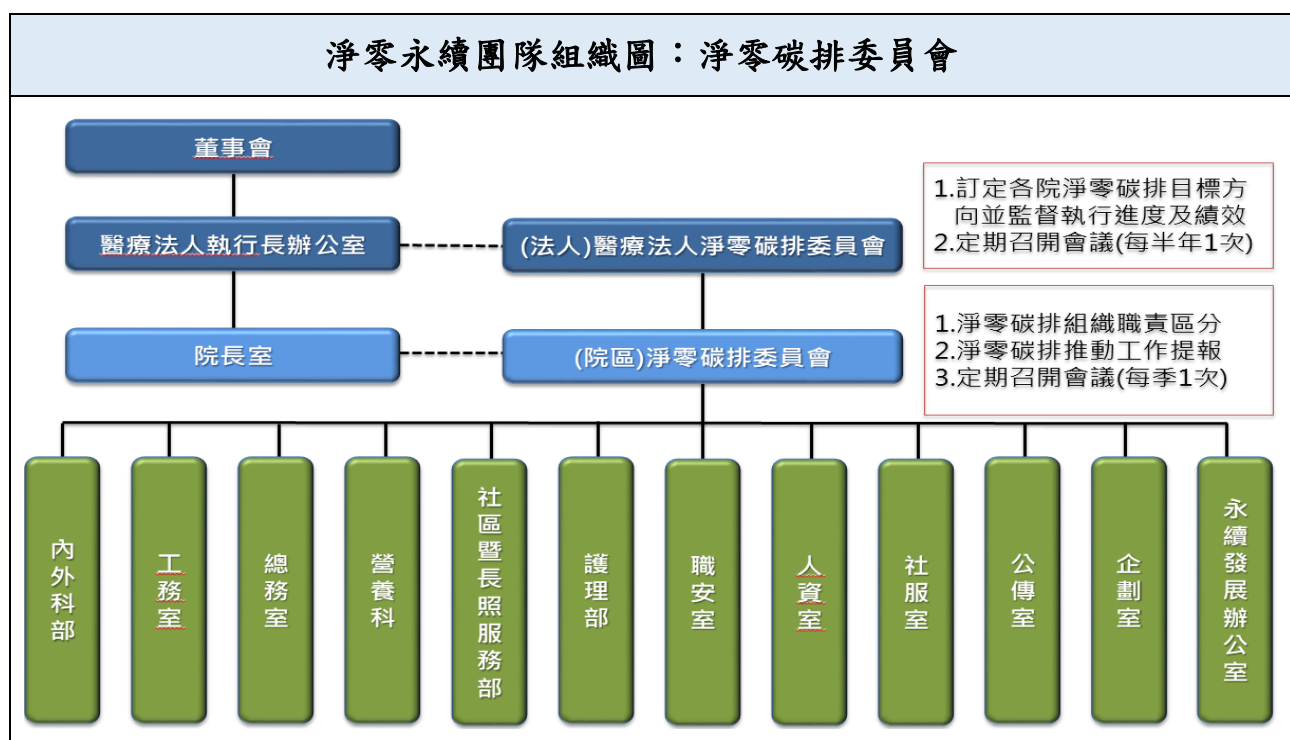 淨零永續團隊組織圖：淨零碳排委員會
董事會
醫療法人執行長辦公室
(法人)醫療法人淨零碳排委員會
1.訂定各院淨零碳排目標方
向並監督執行進度及績效
2.定期召開會議(每半年1次)
院長室
(院區)淨零碳排委員會
1.淨零碳排組織職責區分
2.淨零碳排推動工作提報
3.定期召開會議(每季1次)
內外科部
工務室
總務室
營養科
社區暨長照服務部
護理部
職安室
人資室
社服室
公傳室
企劃室
永續發展辦公室